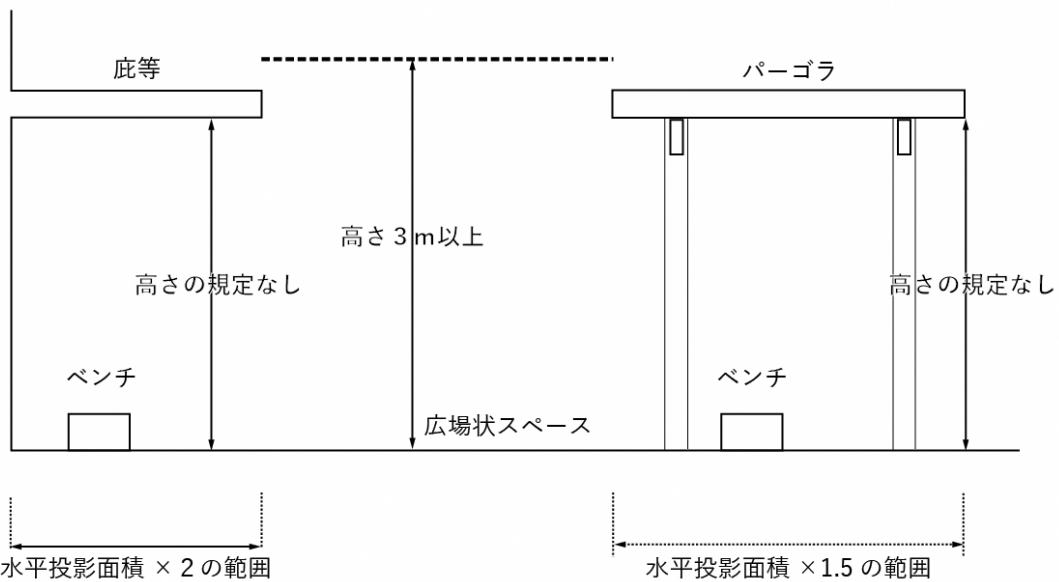 庇等
パーゴラ
高さ3m以上
高さの規定なし
高さの規定なし
ベンチ
ベンチ
広場状スペース
水平投影面積 ×2の範囲
水平投影面積 ×1.5の範囲